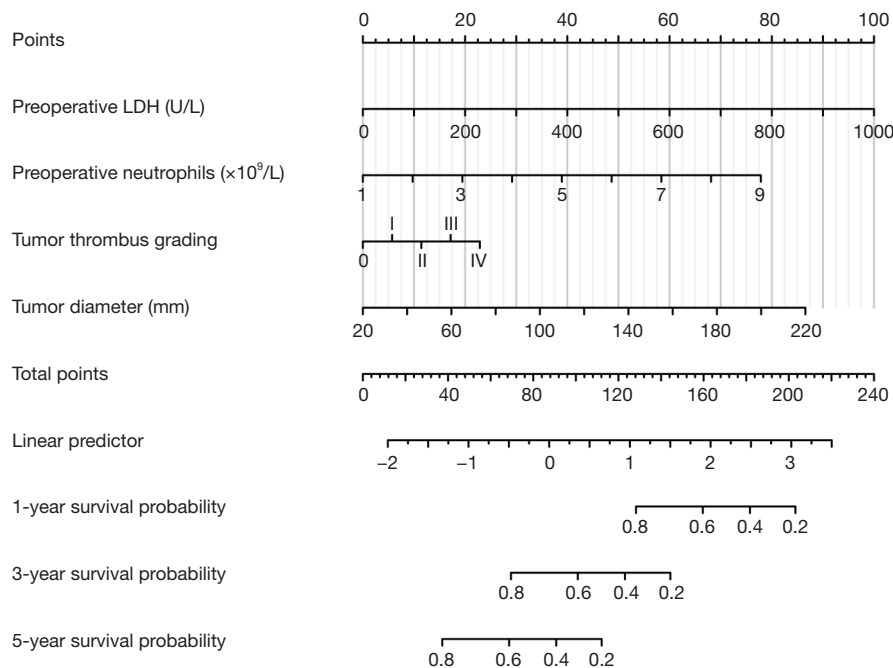 0 20 40 60 80 100
Points
Preoperative LDH (U/L)
0 200 400 600 800 1000
Preoperative neutrophils (×10⁹/L)
1 3 5 7 9
I III
Tumor thrombus grading
0 II IV
Tumor diameter (mm)
20 60 100 140 180 220
Total points
0 40 80 120 160 200 240
Linear predictor
−2 −1 0 1 2 3
1-year survival probability
0.8 0.6 0.4 0.2
3-year survival probability
0.8 0.6 0.4 0.2
5-year survival probability
0.8 0.6 0.4 0.2